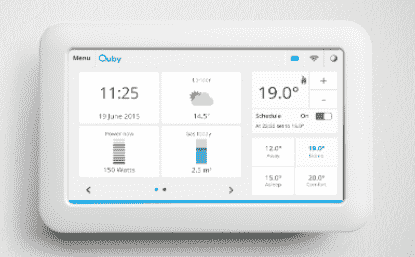 Menu Quby
11:25
19 June 2015
London
14.5°
19.0°
+
-
Schedule On
At 22:00 set to 15.0°
Power now
150 Watts
Gas today
2.5 m³
12.0°
Away
19.0°
Home
15.0°
Asleep
20.0°
Comfort